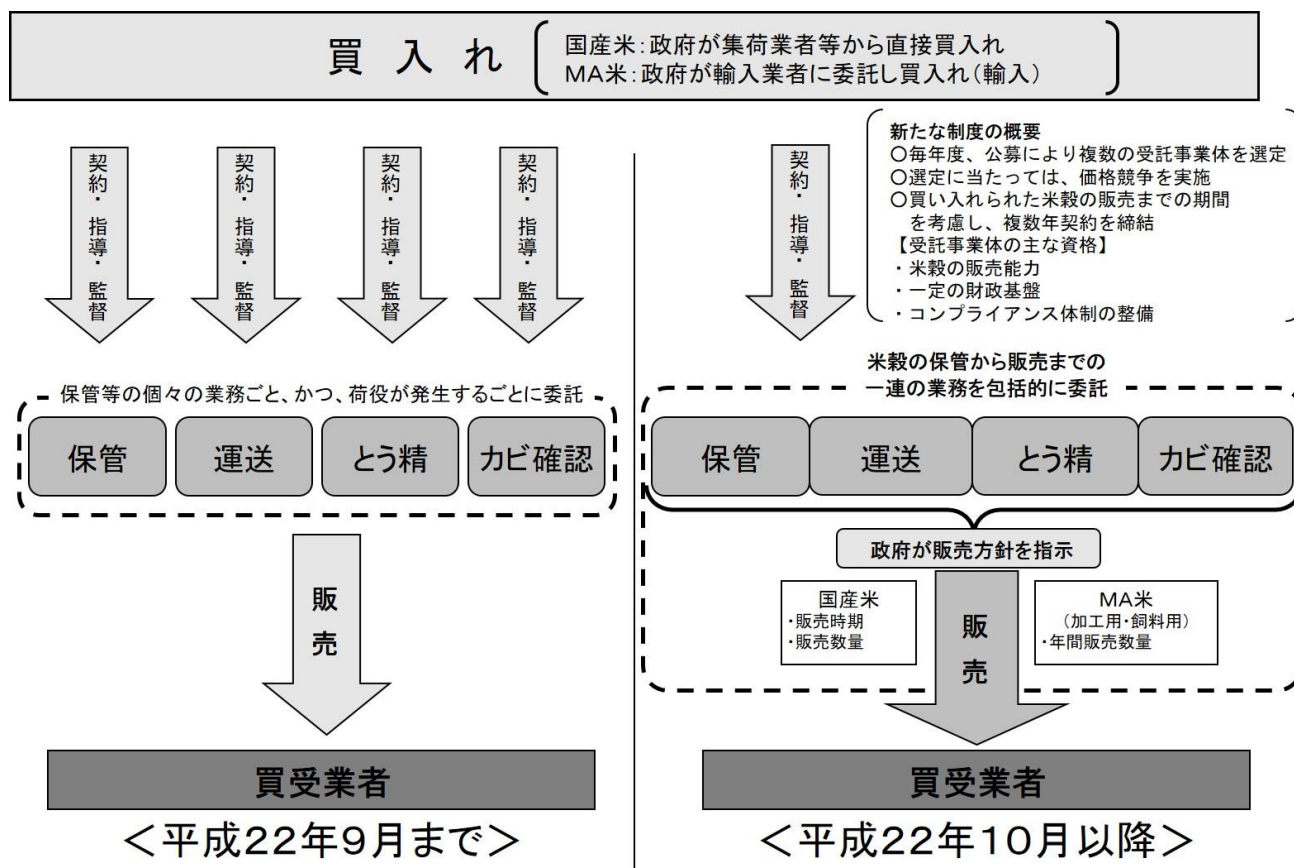 買入れ
国産米：政府が集荷業者等から直接買入れ
MA米：政府が輸入業者に委託し買入れ（輸入）
契約・指導・監督
契約・指導・監督
契約・指導・監督
契約・指導・監督
保管等の個々の業務ごと、かつ、荷役が発生するごとに委託
保管
運送
とう精
カビ確認
販売
買受業者
＜平成２２年９月まで＞
契約・指導・監督
新たな制度の概要
○毎年度、公募により複数の受託事業体を選定
○選定に当たっては、価格競争を実施
○買い入れられた米穀の販売までの期間
を考慮し、複数年契約を締結
【受託事業体の主な資格】
・米穀の販売能力
・一定の財政基盤
・コンプライアンス体制の整備
米穀の保管から販売までの
一連の業務を包括的に委託
保管
運送
とう精
カビ確認
政府が販売方針を指示
国産米
・販売時期
・販売数量
販売
MA米
（加工用・飼料用）
・年間販売数量
買受業者
＜平成２２年１０月以降＞